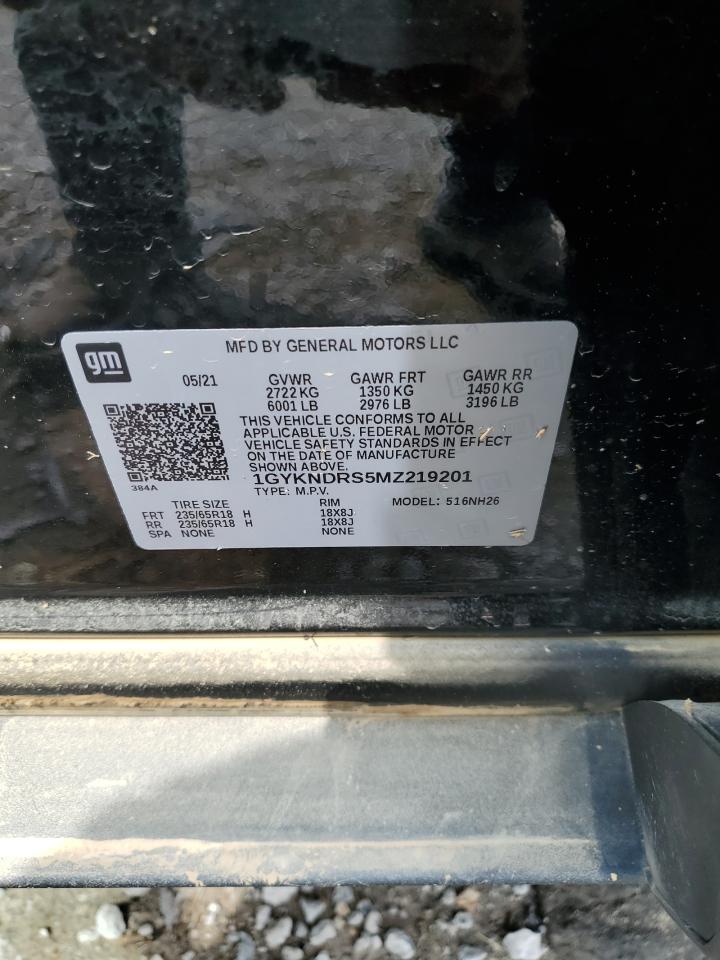 gm
MFD BY GENERAL MOTORS LLC
05/21 GVWR GAWR FRT GAWR RR
2722 KG 1350 KG 1450 KG
6001 LB 2976 LB 3196 LB
THIS VEHICLE CONFORMS TO ALL
APPLICABLE U.S. FEDERAL MOTOR
VEHICLE SAFETY STANDARDS IN EFFECT
ON THE DATE OF MANUFACTURE
SHOWN ABOVE.
384A
1GYKNDRS5MZ219201
TYPE: M.P.V.
TIRE SIZE RIM MODEL: 516NH26
FRT 235/65R18 H 18X8J
RR 235/65R18 H 18X8J
SPA NONE NONE